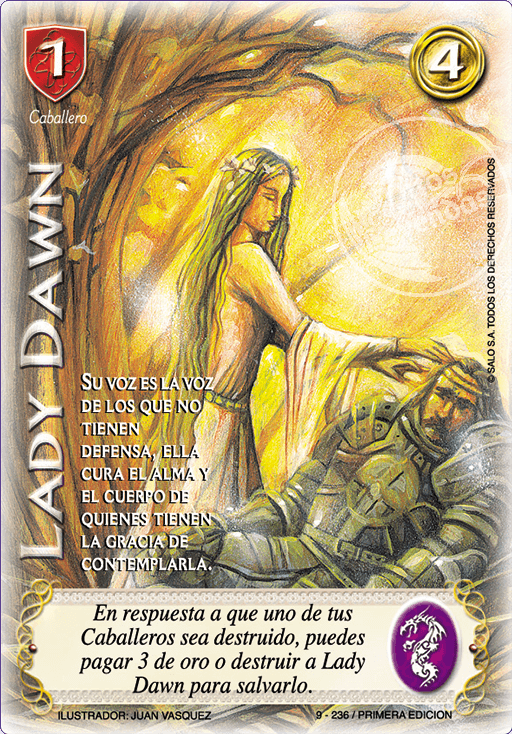 1
4
Caballero
LADY DAWN
SU VOZ ES LA VOZ
DE LOS QUE NO
TIENEN
DEFENSA, ELLA
CURA EL ALMA Y
EL CUERPO DE
QUIENES TIENEN
LA GRACIA DE
CONTEMPLARLA.
© SALO S.A. TODOS LOS DERECHOS RESERVADOS
En respuesta a que uno de tus
Caballeros sea destruido, puedes
pagar 3 de oro o destruir a Lady
Dawn para salvarlo.
ILUSTRADOR: JUAN VASQUEZ
9 - 236 / PRIMERA EDICION